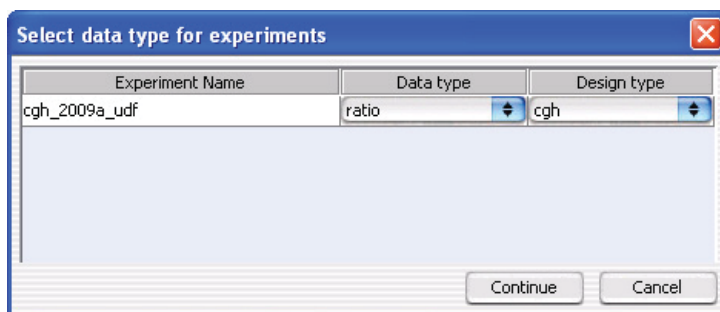 Select data type for experiments
Experiment Name Data type Design type
cgh_2009a_udf ratio cgh
Continue Cancel